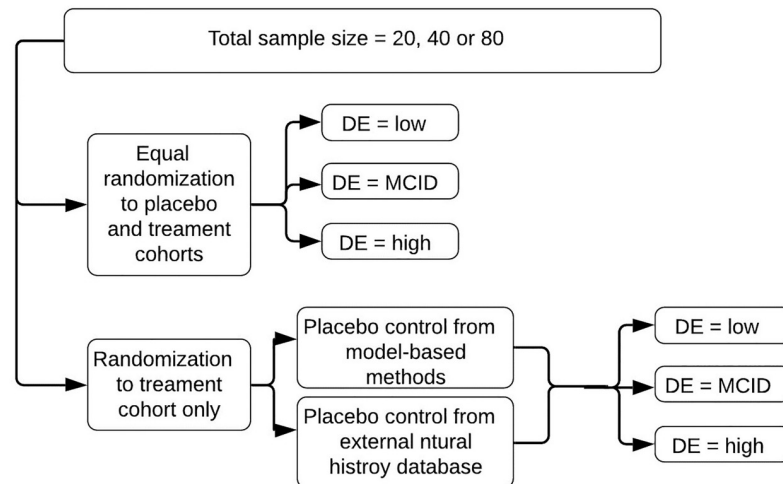 Total sample size = 20, 40 or 80
Equal
randomization
to placebo
and treament
cohorts
DE = low
DE = MCID
DE = high
Randomization
to treament
cohort only
Placebo control from
model-based
methods
Placebo control from
external ntural
histroy database
DE = low
DE = MCID
DE = high